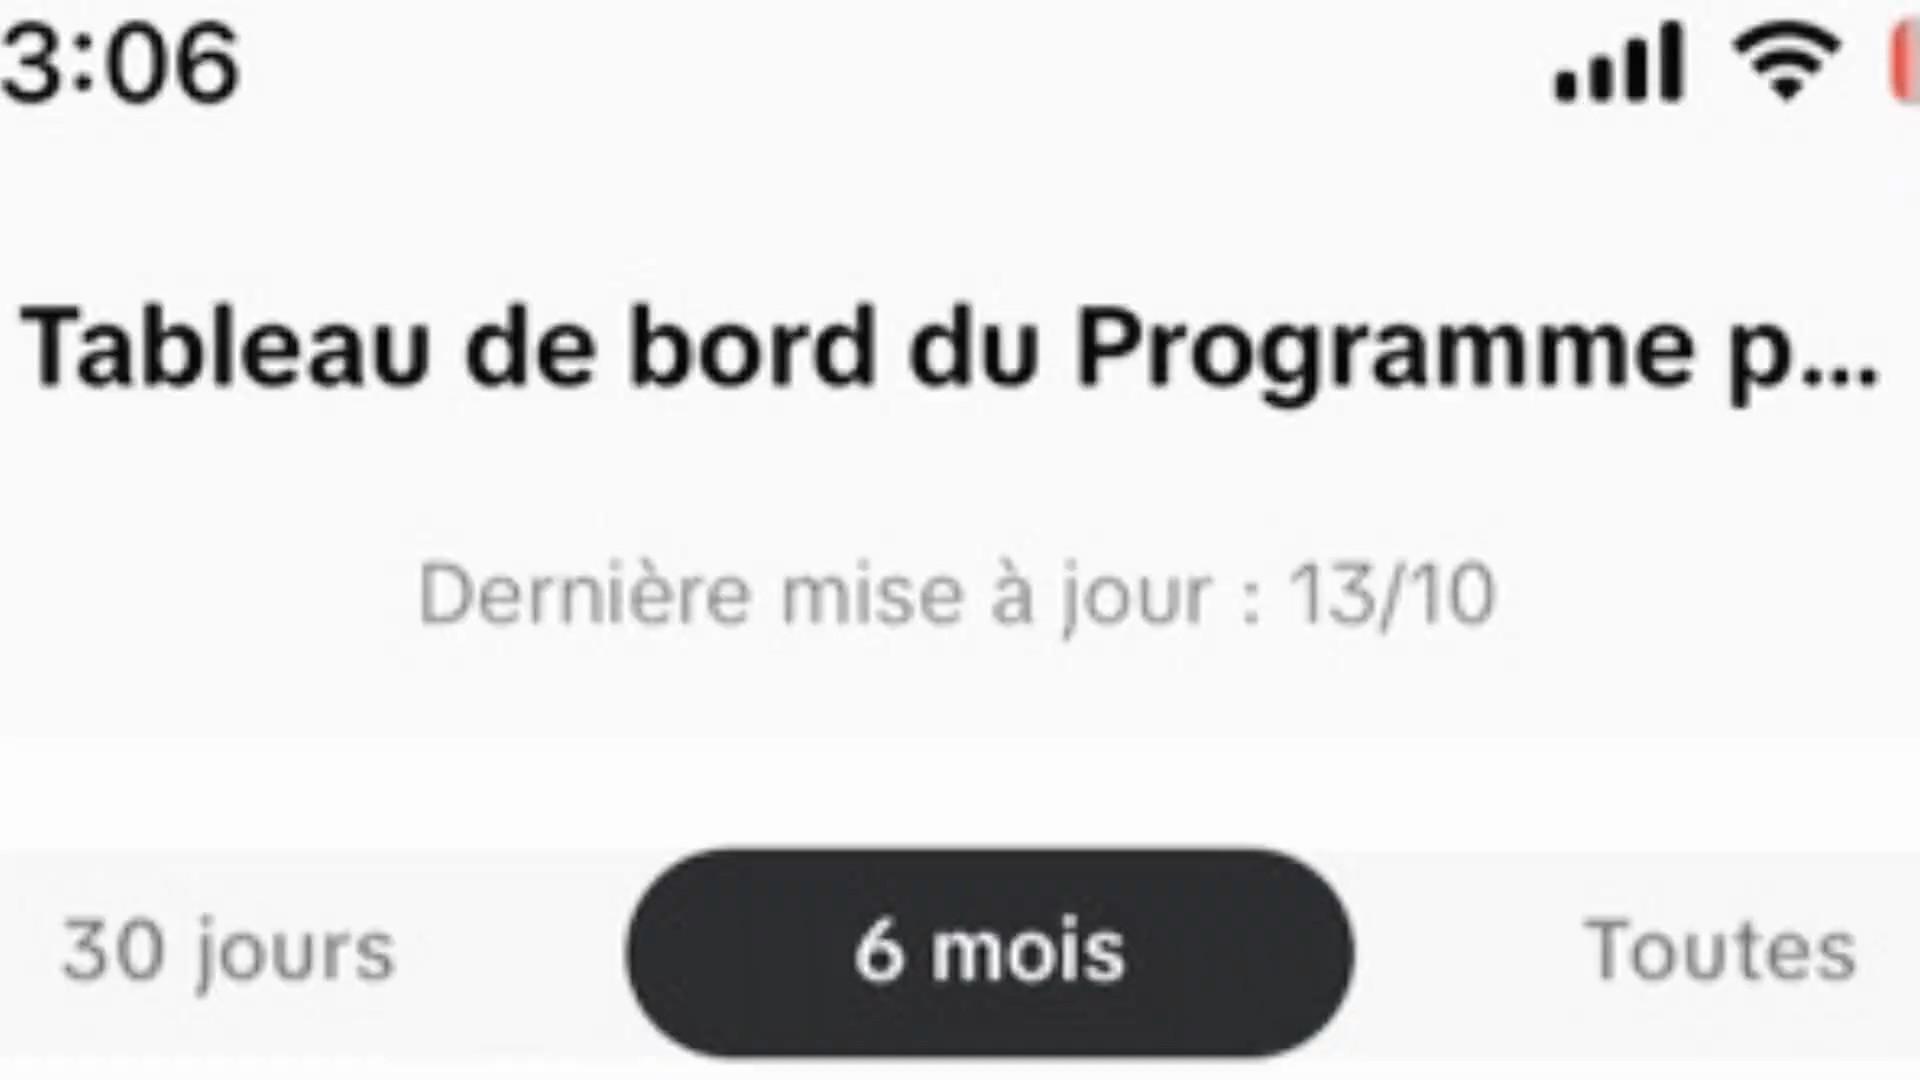 3:06
Tableau de bord du Programme p...
Dernière mise à jour : 13/10
30 jours
6 mois
Toutes